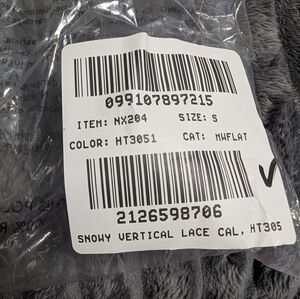 099107897215
ITEM: NX204 SIZE: S
COLOR: HT3051 CAT: MWFLAT
2126598706
SNOWY VERTICAL LACE CAL, HT305